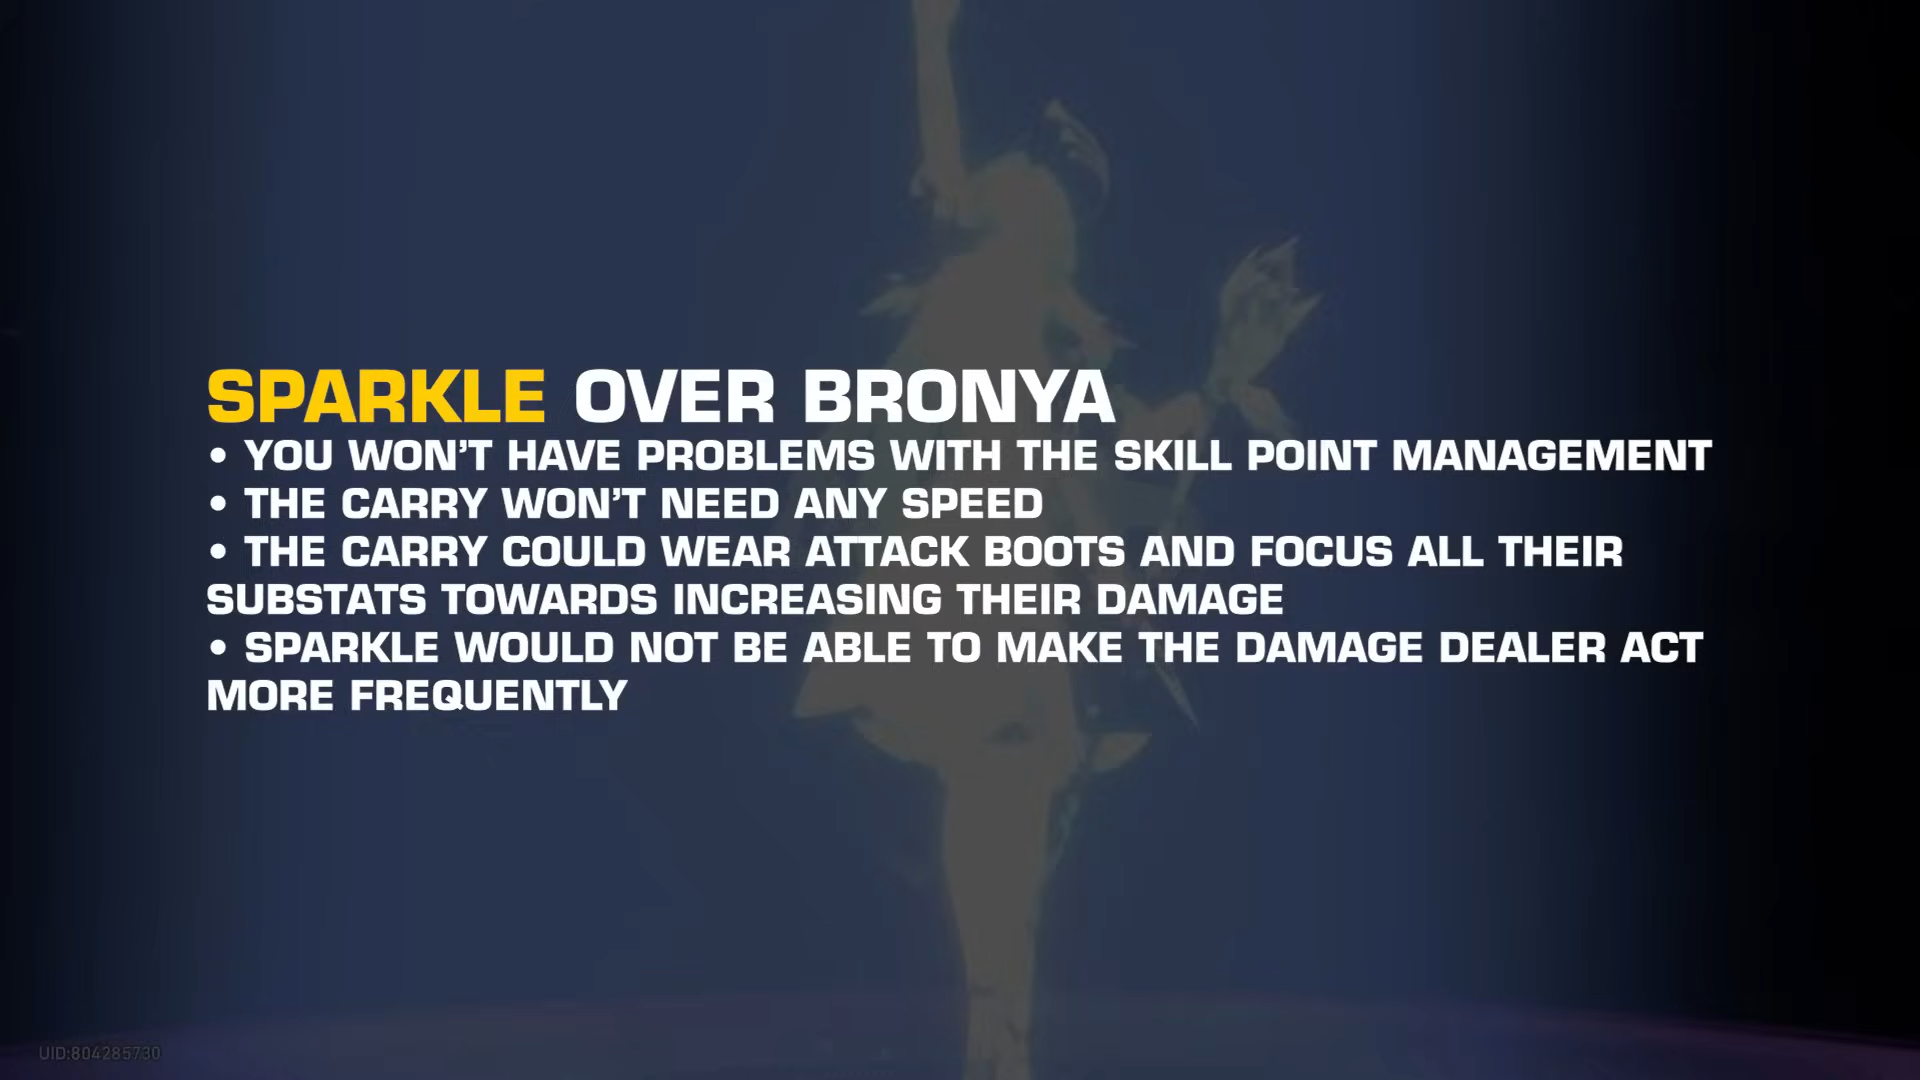 SPARKLE OVER BRONYA
• YOU WON'T HAVE PROBLEMS WITH THE SKILL POINT MANAGEMENT
• THE CARRY WON'T NEED ANY SPEED
• THE CARRY COULD WEAR ATTACK BOOTS AND FOCUS ALL THEIR
SUBSTATS TOWARDS INCREASING THEIR DAMAGE
• SPARKLE WOULD NOT BE ABLE TO MAKE THE DAMAGE DEALER ACT
MORE FREQUENTLY
UID:804285730